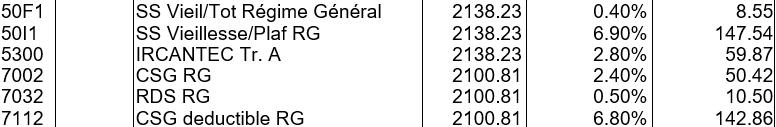 50F1 SS Vieil/Tot Régime Général 2138.23 0.40% 8.55
50I1 SS Vieillesse/Plaf RG 2138.23 6.90% 147.54
5300 IRCANTEC Tr. A 2138.23 2.80% 59.87
7002 CSG RG 2100.81 2.40% 50.42
7032 RDS RG 2100.81 0.50% 10.50
7112 CSG deductible RG 2100.81 6.80% 142.86